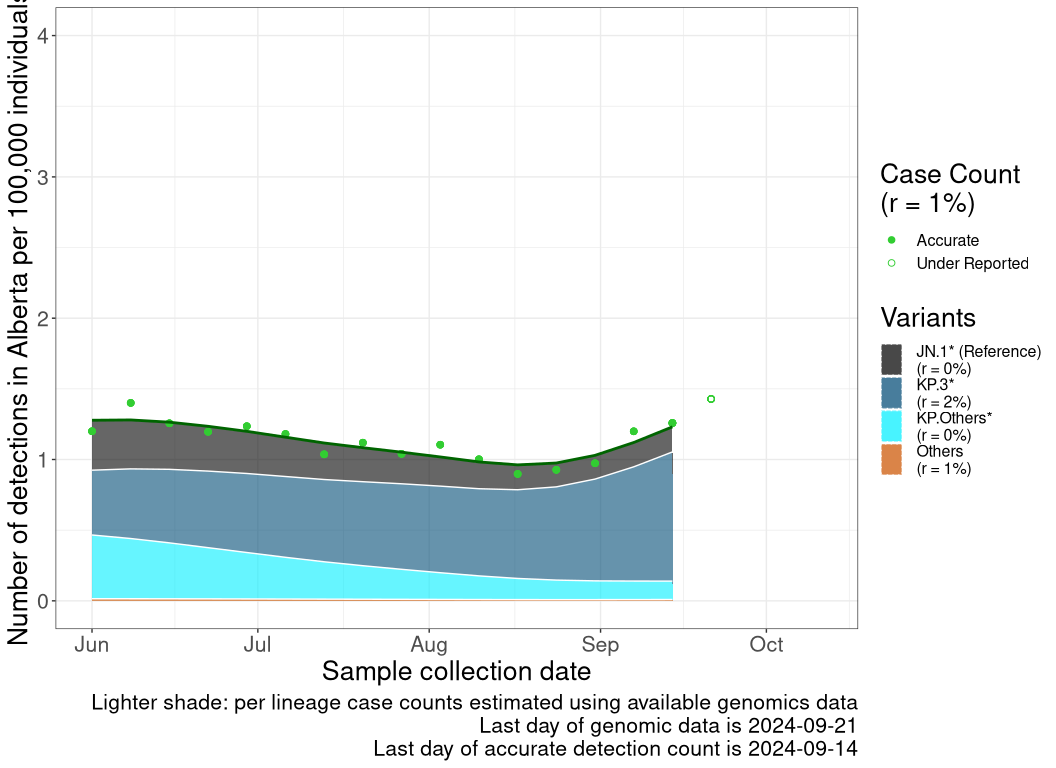 Number of detections in Alberta per 100,000 individuals
4
3
2
1
0
Jun Jul Aug Sep Oct
Sample collection date
Lighter shade: per lineage case counts estimated using available genomics data
Last day of genomic data is 2024-09-21
Last day of accurate detection count is 2024-09-14
Case Count
(r = 1%)
Accurate
Under Reported
Variants
JN.1* (Reference)
(r = 0%)
KP.3*
(r = 2%)
KP.Others*
(r = 0%)
Others
(r = 1%)